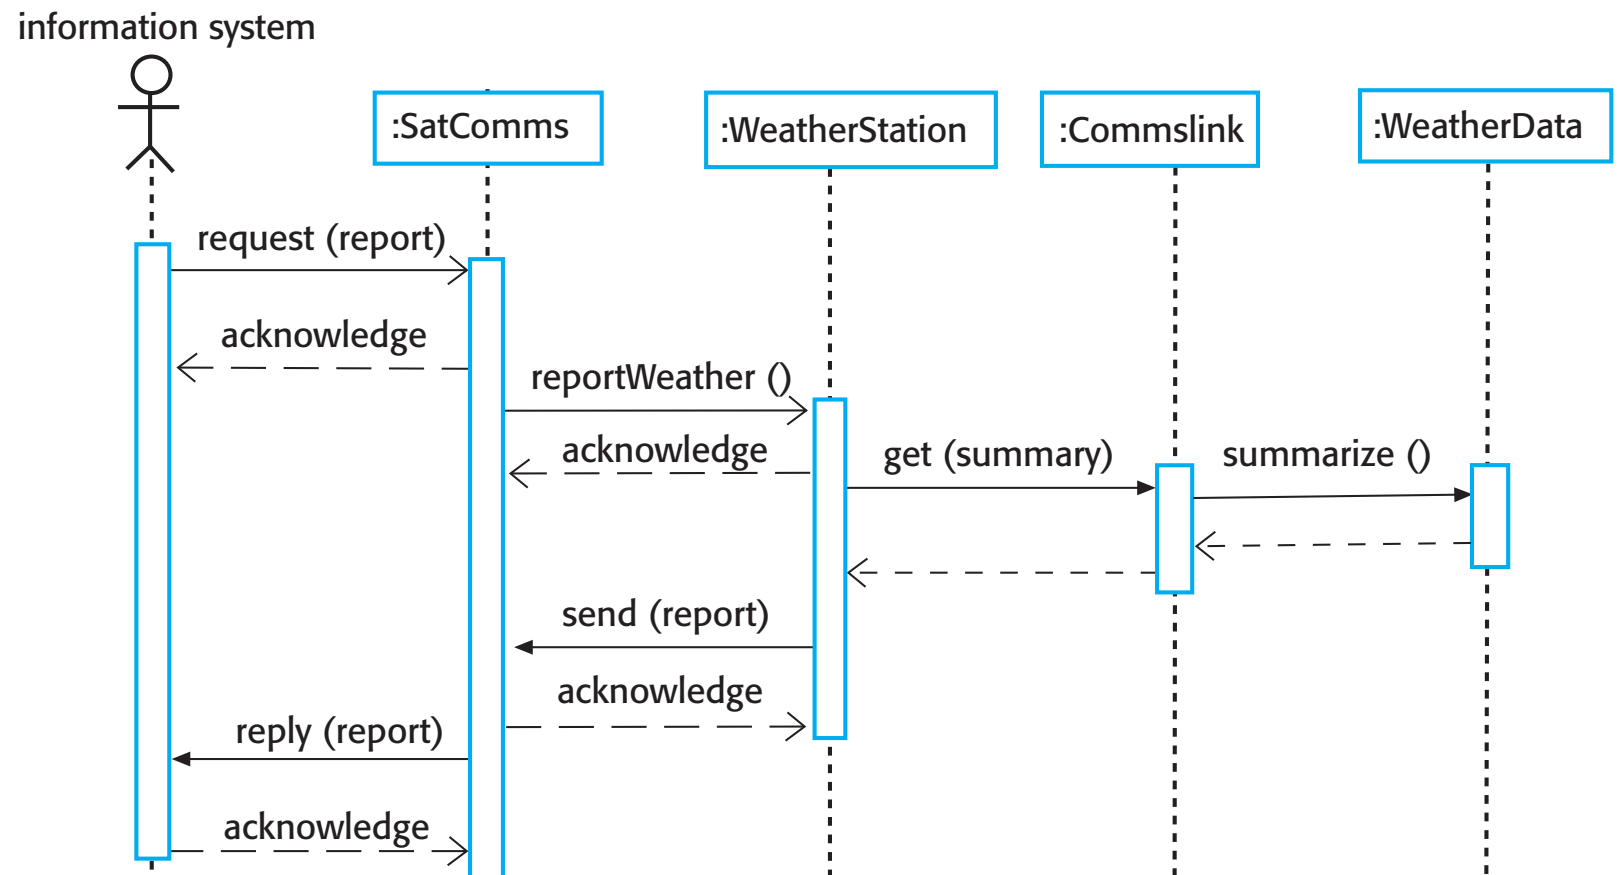 information system
:SatComms
:WeatherStation
:Commslink
:WeatherData
request (report)
acknowledge
reportWeather ()
acknowledge
get (summary)
summarize ()
send (report)
acknowledge
reply (report)
acknowledge